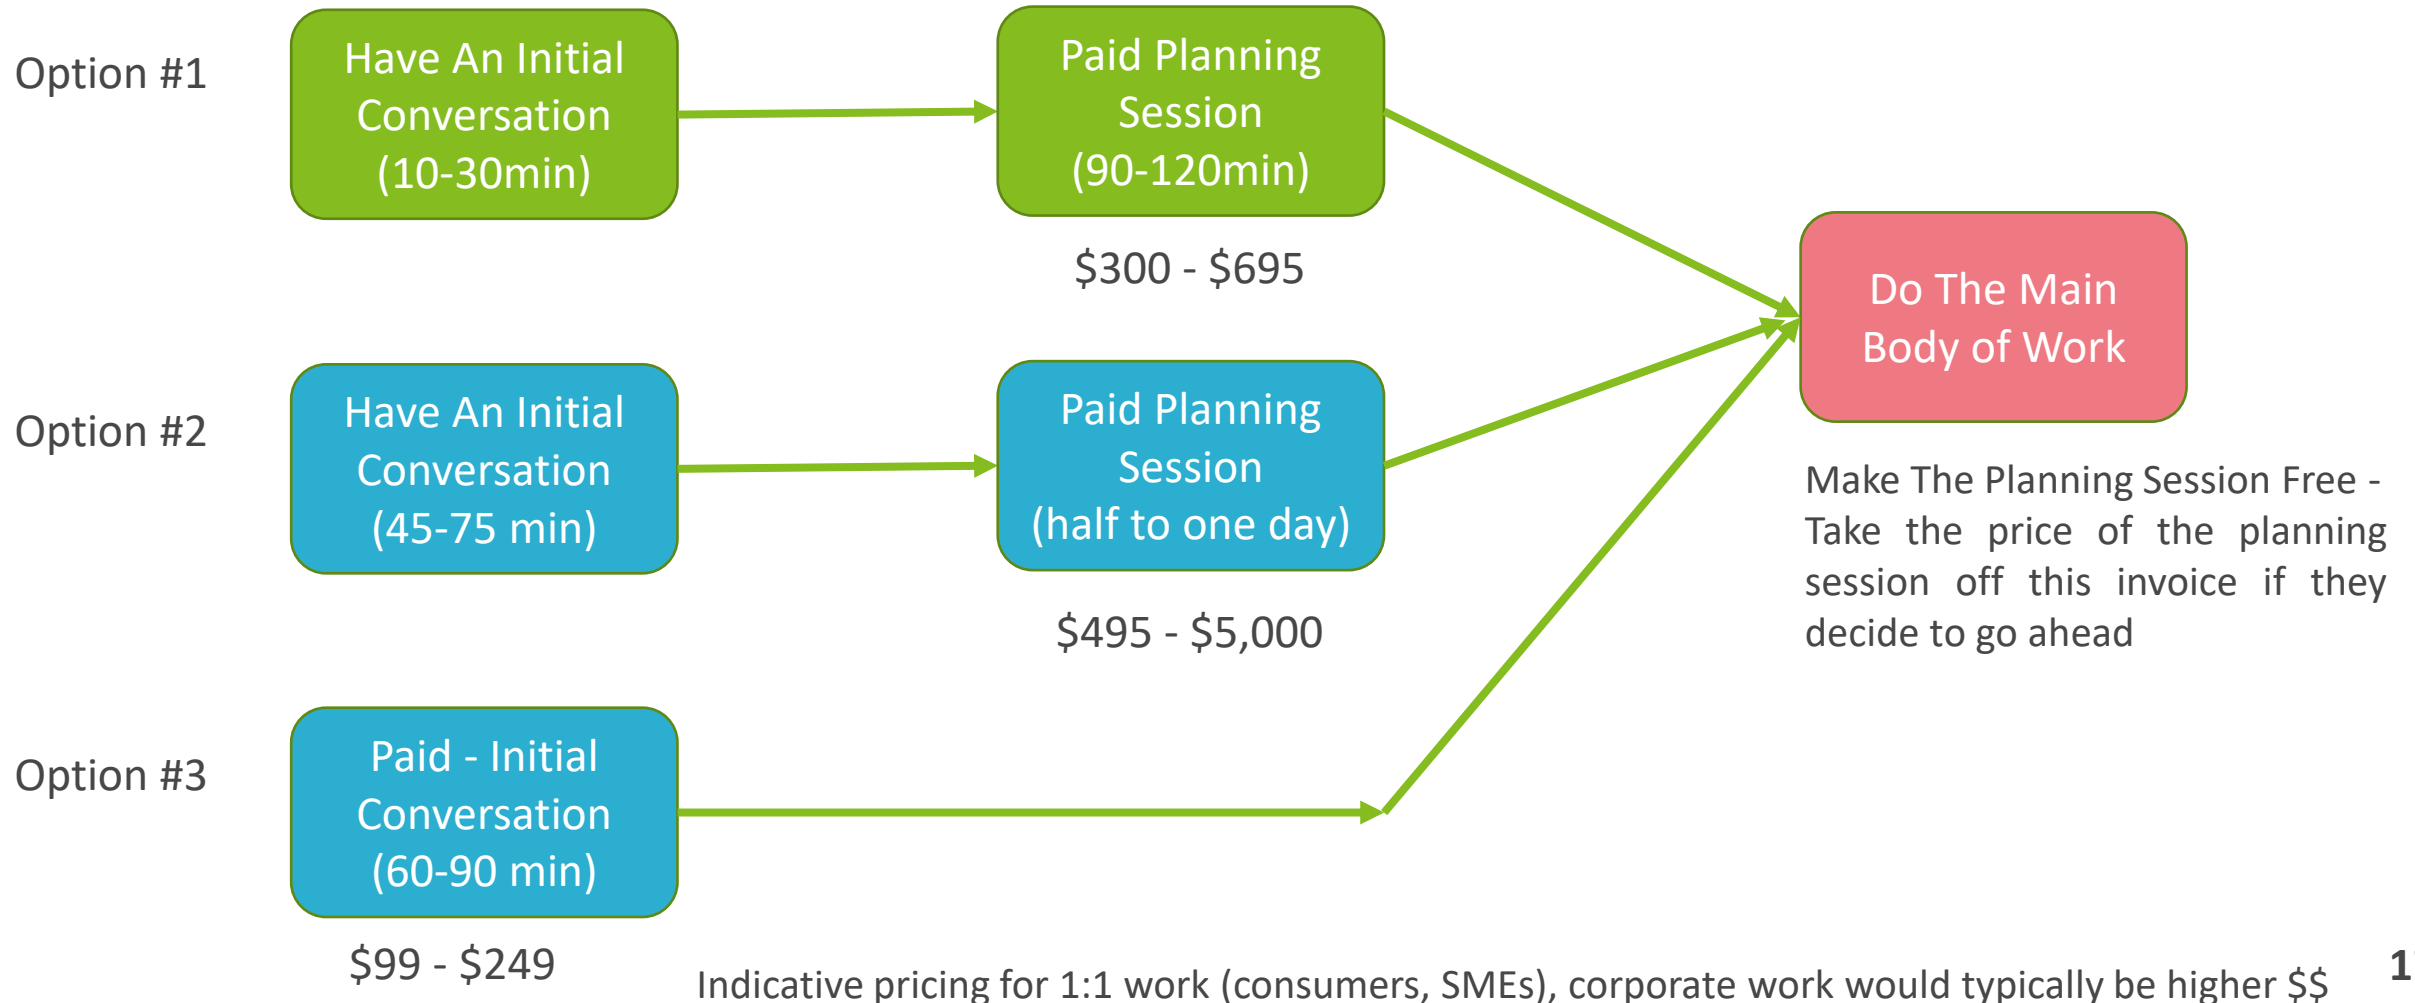 Option #1
Have An Initial
Conversation
(10-30min)
Paid Planning
Session
(90-120min)
$300 - $695
Do The Main
Body of Work
Option #2
Have An Initial
Conversation
(45-75 min)
Paid Planning
Session
(half to one day)
$495 - $5,000
Make The Planning Session Free -
Take the price of the planning
session off this invoice if they
decide to go ahead
Option #3
Paid - Initial
Conversation
(60-90 min)
$99 - $249
Indicative pricing for 1:1 work (consumers, SMEs), corporate work would typically be higher $$